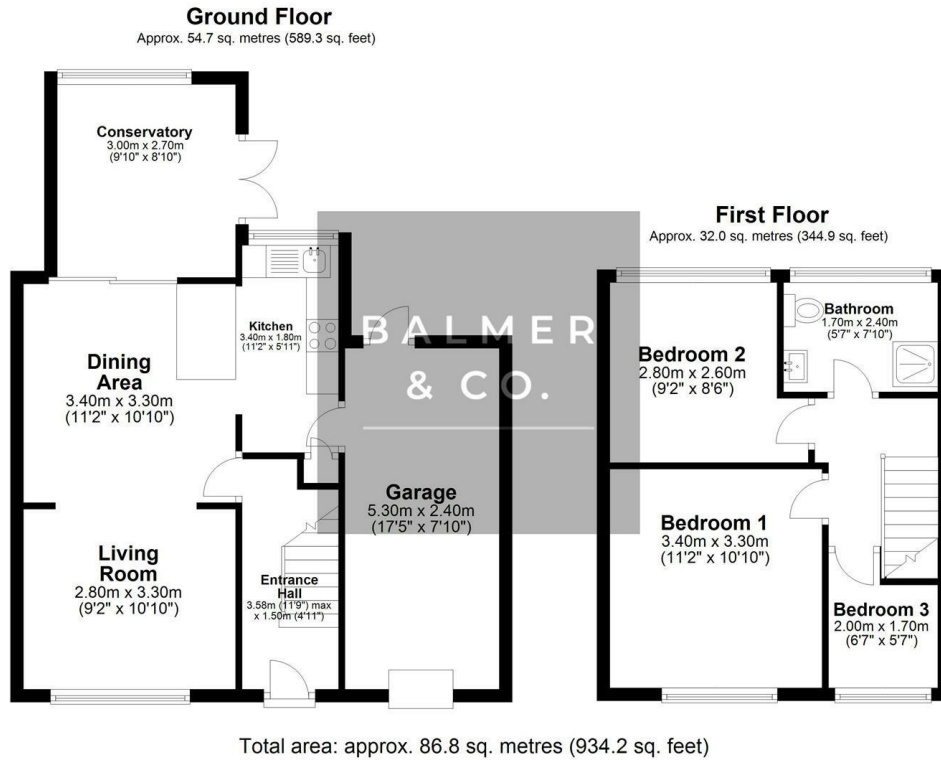 Ground Floor
Approx. 54.7 sq. metres (589.3 sq. feet)
Conservatory
3.00m x 2.70m
(9'10" x 8'10")
Kitchen
3.40m x 1.80m
(11'2" x 5'11")
Dining
Area
3.40m x 3.30m
(11'2" x 10'10")
Living
Room
2.80m x 3.30m
(9'2" x 10'10")
Entrance
Hall
3.58m (11'9") max
x 1.50m (4'11")
Garage
5.30m x 2.40m
(17'5" x 7'10")
BALMER
& CO.
First Floor
Approx. 32.0 sq. metres (344.9 sq. feet)
Bathroom
1.70m x 2.40m
(5'7" x 7'10")
Bedroom 2
2.80m x 2.60m
(9'2" x 8'6")
Bedroom 1
3.40m x 3.30m
(11'2" x 10'10")
Bedroom 3
2.00m x 1.70m
(6'7" x 5'7")
Total area: approx. 86.8 sq. metres (934.2 sq. feet)